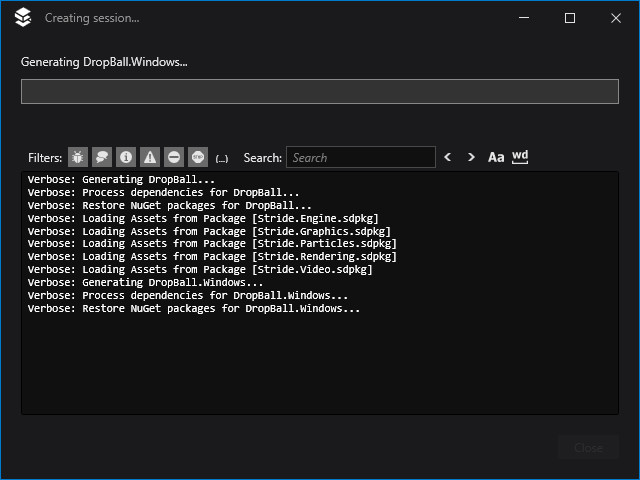 Creating session...
Generating DropBall.Windows...
Filters: (...) Search: Search < > Aa wd
Verbose: Generating DropBall...
Verbose: Process dependencies for DropBall...
Verbose: Restore NuGet packages for DropBall...
Verbose: Loading Assets from Package [Stride.Engine.sdpkg]
Verbose: Loading Assets from Package [Stride.Graphics.sdpkg]
Verbose: Loading Assets from Package [Stride.Particles.sdpkg]
Verbose: Loading Assets from Package [Stride.Rendering.sdpkg]
Verbose: Loading Assets from Package [Stride.Video.sdpkg]
Verbose: Generating DropBall.Windows...
Verbose: Process dependencies for DropBall.Windows...
Verbose: Restore NuGet packages for DropBall.Windows...
Close